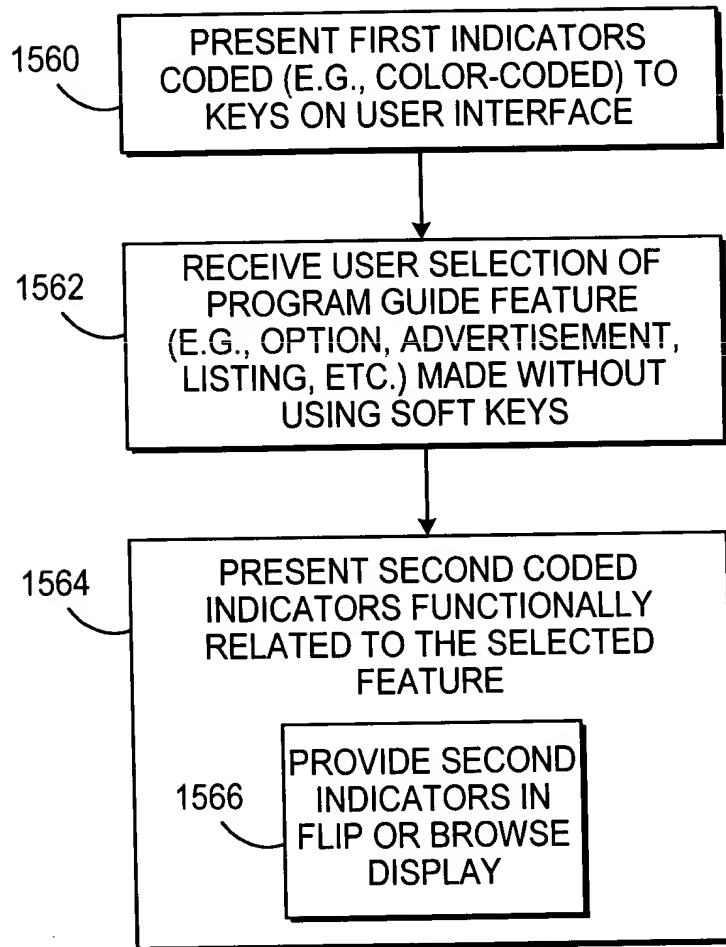 1560
PRESENT FIRST INDICATORS
CODED (E.G., COLOR-CODED) TO
KEYS ON USER INTERFACE
1562
RECEIVE USER SELECTION OF
PROGRAM GUIDE FEATURE
(E.G., OPTION, ADVERTISEMENT,
LISTING, ETC.) MADE WITHOUT
USING SOFT KEYS
1564
PRESENT SECOND CODED
INDICATORS FUNCTIONALLY
RELATED TO THE SELECTED
FEATURE
1566
PROVIDE SECOND
INDICATORS IN
FLIP OR BROWSE
DISPLAY